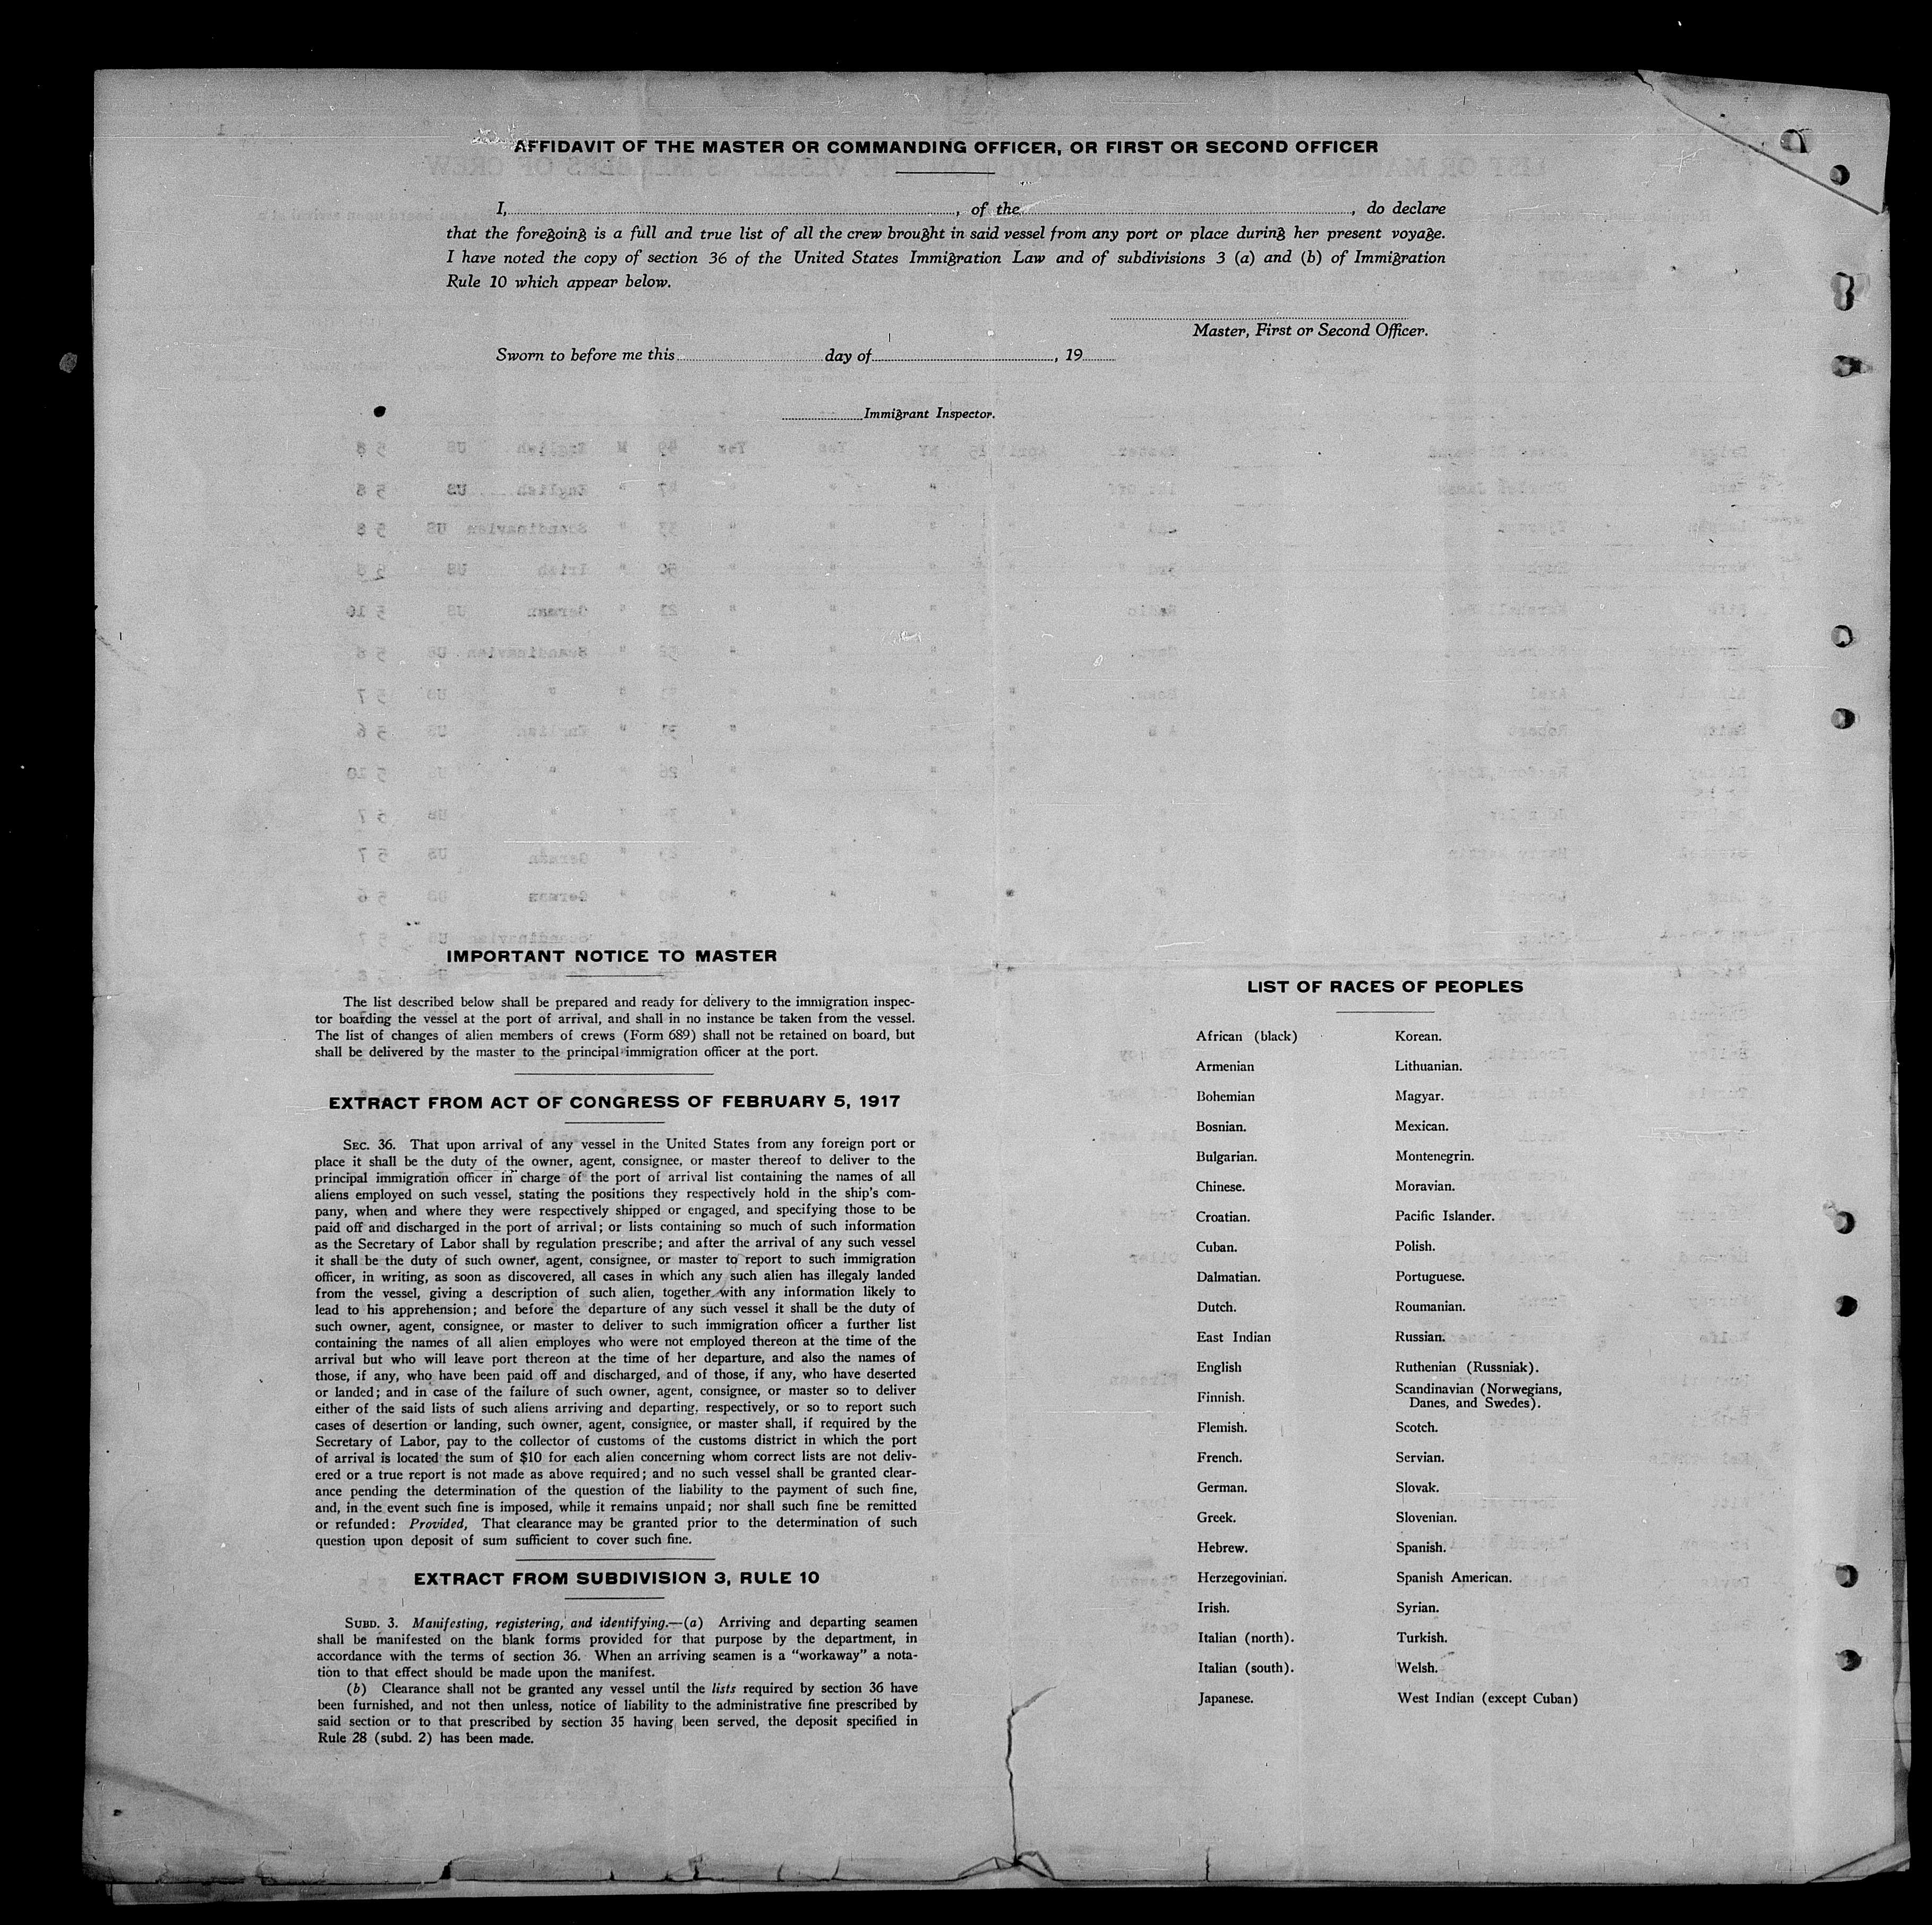 AFFIDAVIT OF THE MASTER OR COMMANDING OFFICER, OR FIRST OR SECOND OFFICER
I, , of the , do declare
that the foregoing is a full and true list of all the crew brought in said vessel from any port or place during her present voyage.
I have noted the copy of section 36 of the United States Immigration Law and of subdivisions 3 (a) and (b) of Immigration
Rule 10 which appear below.
Master, First or Second Officer.
Sworn to before me this day of , 19
Immigrant Inspector.
IMPORTANT NOTICE TO MASTER
The list described below shall be prepared and ready for delivery to the immigration inspec-
tor boarding the vessel at the port of arrival, and shall in no instance be taken from the vessel.
The list of changes of alien members of crews (Form 689) shall not be retained on board, but
shall be delivered by the master to the principal immigration officer at the port.
EXTRACT FROM ACT OF CONGRESS OF FEBRUARY 5, 1917
SEC. 36. That upon arrival of any vessel in the United States from any foreign port or
place it shall be the duty of the owner, agent, consignee, or master thereof to deliver to the
principal immigration officer in charge of the port of arrival list containing the names of all
aliens employed on such vessel, stating the positions they respectively hold in the ship's com-
pany, when and where they were respectively shipped or engaged, and specifying those to be
paid off and discharged in the port of arrival; or lists containing so much of such information
as the Secretary of Labor shall by regulation prescribe; and after the arrival of any such vessel
it shall be the duty of such owner, agent, consignee, or master to report to such immigration
officer, in writing, as soon as discovered, all cases in which any such alien has illegaly landed
from the vessel, giving a description of such alien, together with any information likely to
lead to his apprehension; and before the departure of any such vessel it shall be the duty of
such owner, agent, consignee, or master to deliver to such immigration officer a further list
containing the names of all alien employes who were not employed thereon at the time of the
arrival but who will leave port thereon at the time of her departure, and also the names of
those, if any, who have been paid off and discharged, and of those, if any, who have deserted
or landed; and in case of the failure of such owner, agent, consignee, or master so to deliver
either of the said lists of such aliens arriving and departing, respectively, or so to report such
cases of desertion or landing, such owner, agent, consignee, or master shall, if required by the
Secretary of Labor, pay to the collector of customs of the customs district in which the port
of arrival is located the sum of $10 for each alien concerning whom correct lists are not deliv-
ered or a true report is not made as above required; and no such vessel shall be granted clear-
ance pending the determination of the question of the liability to the payment of such fine,
and, in the event such fine is imposed, while it remains unpaid; nor shall such fine be remitted
or refunded: Provided, That clearance may be granted prior to the determination of such
question upon deposit of sum sufficient to cover such fine.
EXTRACT FROM SUBDIVISION 3, RULE 10
SUBD. 3. Manifesting, registering, and identifying.—(a) Arriving and departing seamen
shall be manifested on the blank forms provided for that purpose by the department, in
accordance with the terms of section 36. When an arriving seamen is a "workaway" a nota-
tion to that effect should be made upon the manifest.
(b) Clearance shall not be granted any vessel until the lists required by section 36 have
been furnished, and not then unless, notice of liability to the administrative fine prescribed by
said section or to that prescribed by section 35 having been served, the deposit specified in
Rule 28 (subd. 2) has been made.
LIST OF RACES OF PEOPLES
African (black)
Armenian
Bohemian
Bosnian.
Bulgarian.
Chinese.
Croatian.
Cuban.
Dalmatian.
Dutch.
East Indian
English
Finnish.
Flemish.
French.
German.
Greek.
Hebrew.
Herzegovinian.
Irish.
Italian (north).
Italian (south).
Japanese.
Korean.
Lithuanian.
Magyar.
Mexican.
Montenegrin.
Moravian.
Pacific Islander.
Polish.
Portuguese.
Roumanian.
Russian.
Ruthenian (Russniak).
Scandinavian (Norwegians,
Danes, and Swedes).
Scotch.
Servian.
Slovak.
Slovenian.
Spanish.
Spanish American.
Syrian.
Turkish.
Welsh.
West Indian (except Cuban)